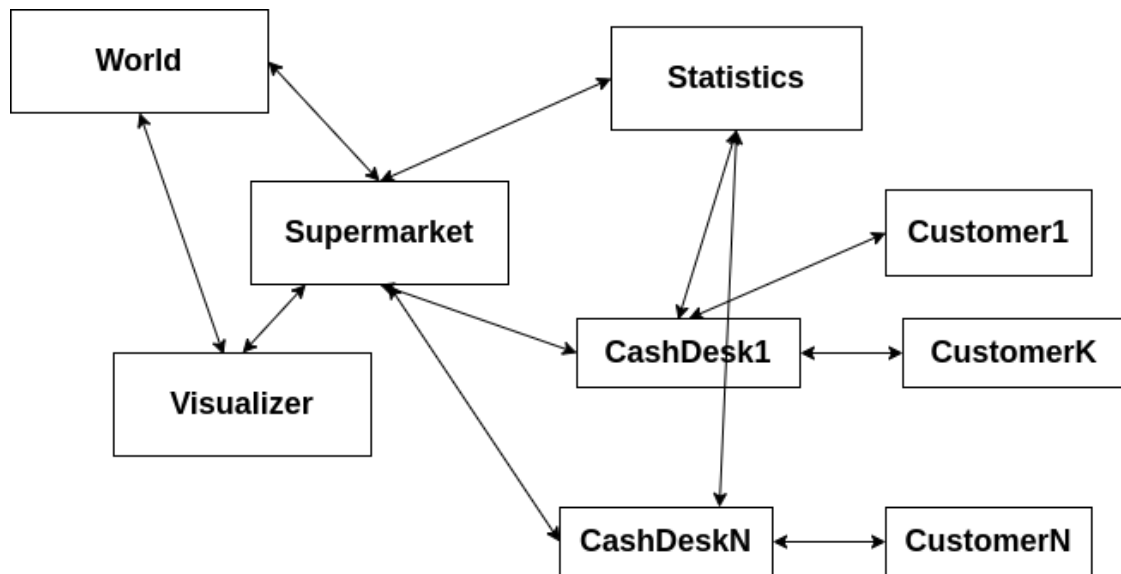 World
Statistics
Supermarket
Customer1
CashDesk1
CustomerK
Visualizer
CashDeskN
CustomerN